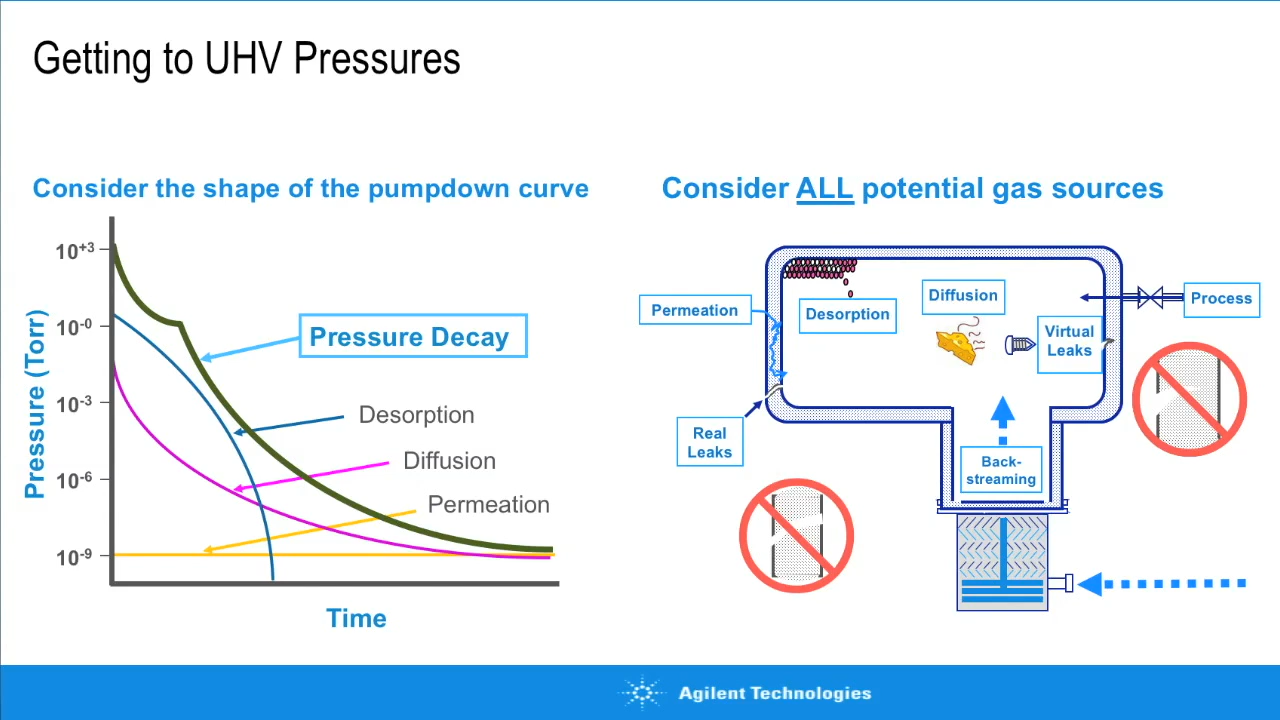 Getting to UHV Pressures
Consider the shape of the pumpdown curve
Consider ALL potential gas sources
Pressure (Torr)
10+3
10-0
10-3
10-6
10-9
Pressure Decay
Desorption
Diffusion
Permeation
Time
Permeation
Desorption
Diffusion
Virtual
Leaks
Process
Real
Leaks
Back-
streaming
Agilent Technologies